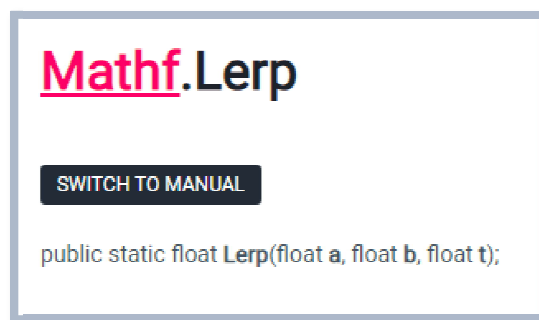 Mathf.Lerp
SWITCH TO MANUAL
public static float Lerp(float a, float b, float t);